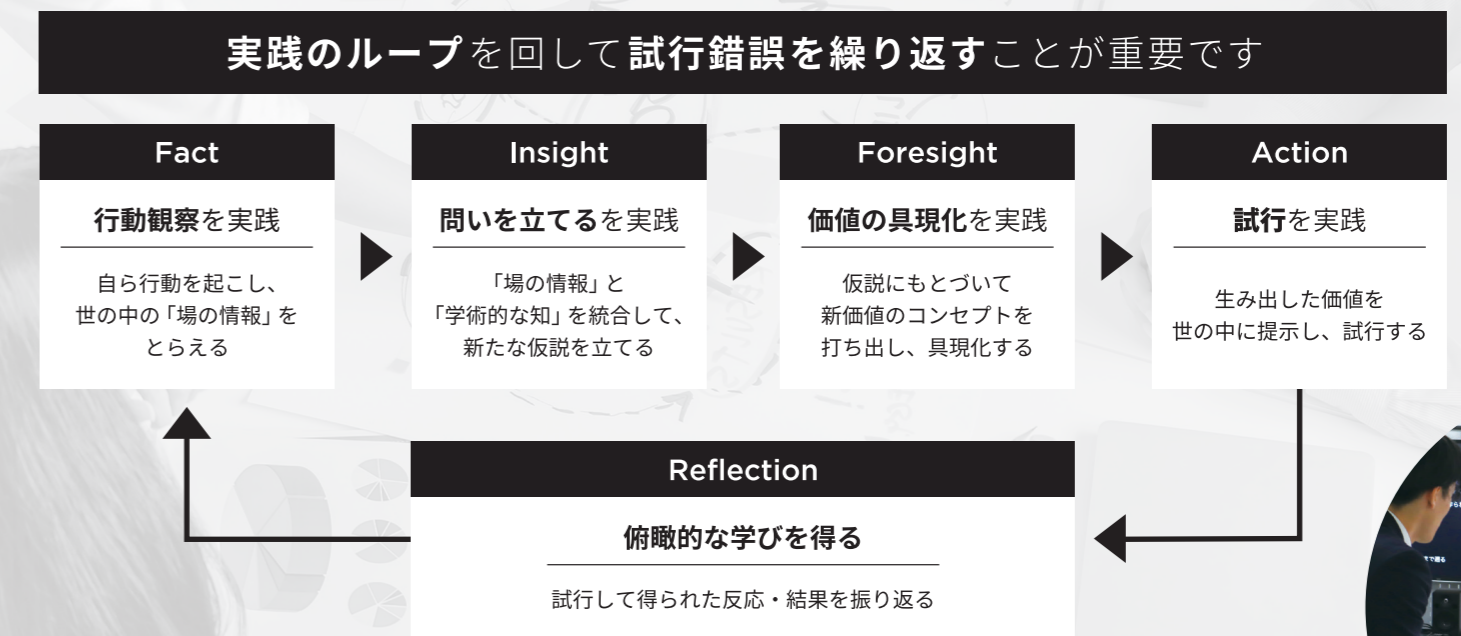 実践のループを回して試行錯誤を繰り返すことが重要です
Fact
行動観察を実践
自ら行動を起こし、
世の中の「場の情報」を
とらえる
Insight
問いを立てるを実践
「場の情報」と
「学術的な知」を統合して、
新たな仮説を立てる
Foresight
価値の具現化を実践
仮説にもとづいて
新価値のコンセプトを
打ち出し、具現化する
Action
試行を実践
生み出した価値を
世の中に提示し、試行する
Reflection
俯瞰的な学びを得る
試行して得られた反応・結果を振り返る